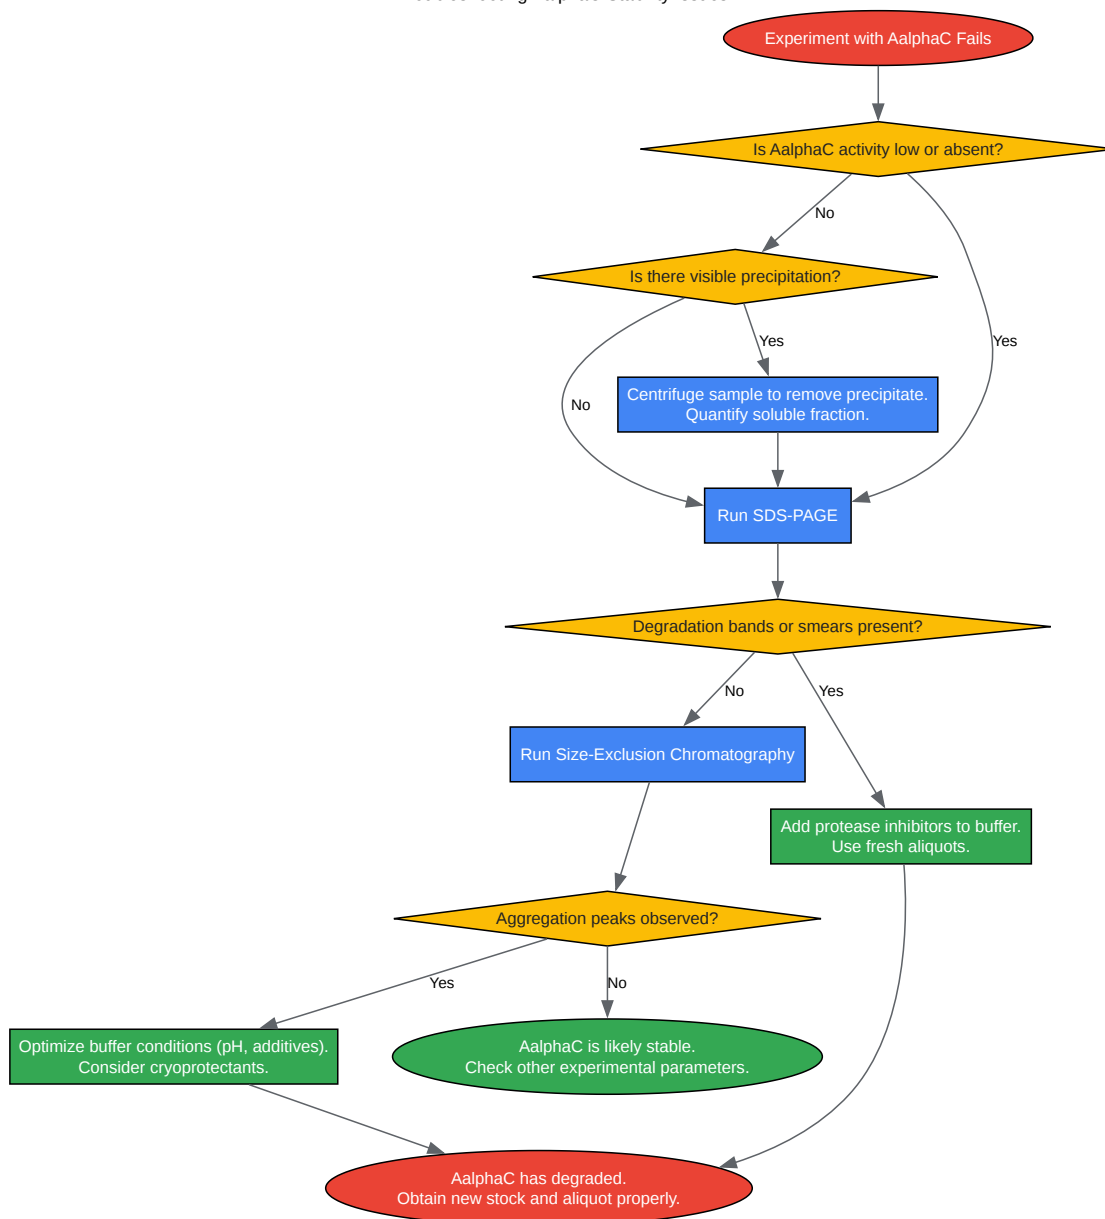 Experiment with AalphaC Fails
Is AalphaC activity low or absent?
No
Is there visible precipitation?
Yes
Yes
No
Centrifuge sample to remove precipitate.
Quantify soluble fraction.
Run SDS-PAGE
Degradation bands or smears present?
No
Yes
Run Size-Exclusion Chromatography
Add protease inhibitors to buffer.
Use fresh aliquots.
Aggregation peaks observed?
Yes
No
Optimize buffer conditions (pH, additives).
Consider cryoprotectants.
AalphaC is likely stable.
Check other experimental parameters.
AalphaC has degraded.
Obtain new stock and aliquot properly.